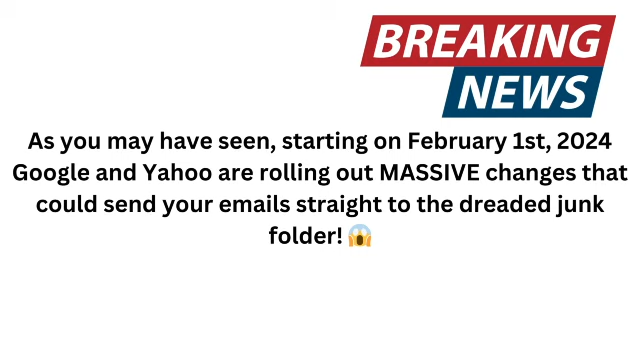 BREAKING
NEWS
As you may have seen, starting on February 1st, 2024
Google and Yahoo are rolling out MASSIVE changes that
could send your emails straight to the dreaded junk
folder! 😱